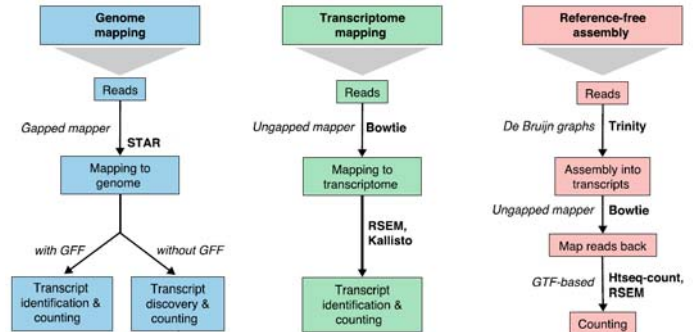 Genome
mapping
Reads
Gapped mapper
STAR
Mapping to
genome
with GFF
without GFF
Transcript
identification &
counting
Transcript
discovery &
counting
Transcriptome
mapping
Reads
Ungapped mapper
Bowtie
Mapping to
transcriptome
RSEM,
Kallisto
Transcript
identification &
counting
Reference-free
assembly
Reads
De Bruijn graphs
Trinity
Assembly into
transcripts
Ungapped mapper
Bowtie
Map reads back
GTF-based
Htseq-count,
RSEM
Counting